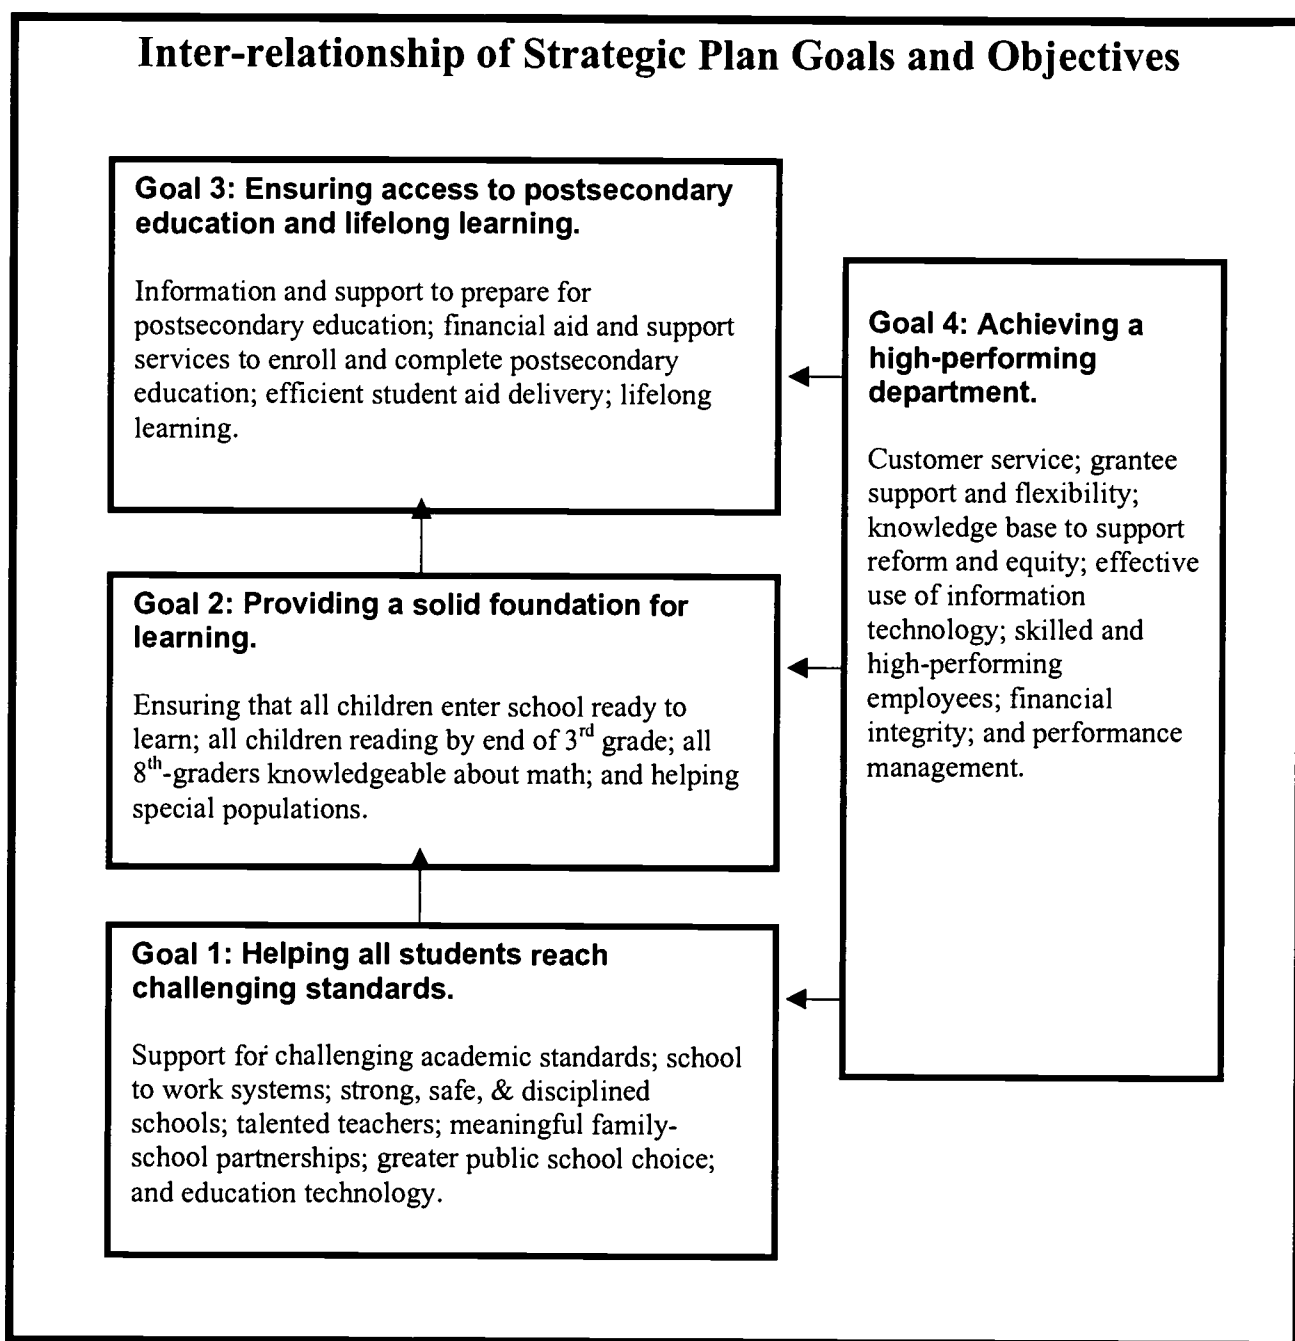 Inter-relationship of Strategic Plan Goals and Objectives
Goal 3: Ensuring access to postsecondary
education and lifelong learning.
Information and support to prepare for
postsecondary education; financial aid and support
services to enroll and complete postsecondary
education; efficient student aid delivery; lifelong
learning.
Goal 4: Achieving a
high-performing
department.
Customer service; grantee
support and flexibility;
knowledge base to support
reform and equity; effective
use of information
technology; skilled and
high-performing
employees; financial
integrity; and performance
management.
Goal 2: Providing a solid foundation for
learning.
Ensuring that all children enter school ready to
learn; all children reading by end of 3rd grade; all
8th-graders knowledgeable about math; and helping
special populations.
Goal 1: Helping all students reach
challenging standards.
Support for challenging academic standards; school
to work systems; strong, safe, & disciplined
schools; talented teachers; meaningful family-
school partnerships; greater public school choice;
and education technology.